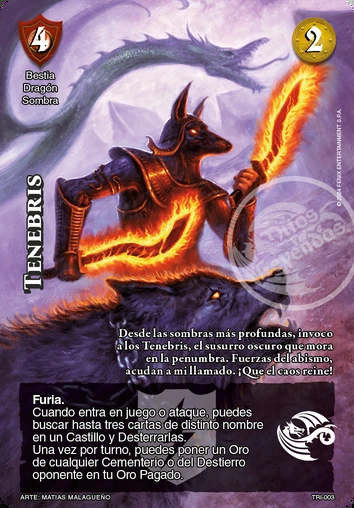 4
2
Bestia
Dragón
Sombra
TENEBRIS
© 2024 FENIX ENTERTAINMENT S.P.A.
Desde las sombras más profundas, invoco
a los Tenebris, el susurro oscuro que mora
en la penumbra. Fuerzas del abismo,
acudan a mi llamado. ¡Que el caos reine!
Furia.
Cuando entra en juego o ataque, puedes
buscar hasta tres cartas de distinto nombre
en un Castillo y Desterrarlas.
Una vez por turno, puedes poner un Oro
de cualquier Cementerio o del Destierro
oponente en tu Oro Pagado.
ARTE: MATIAS MALAGUEÑO
TRI-003